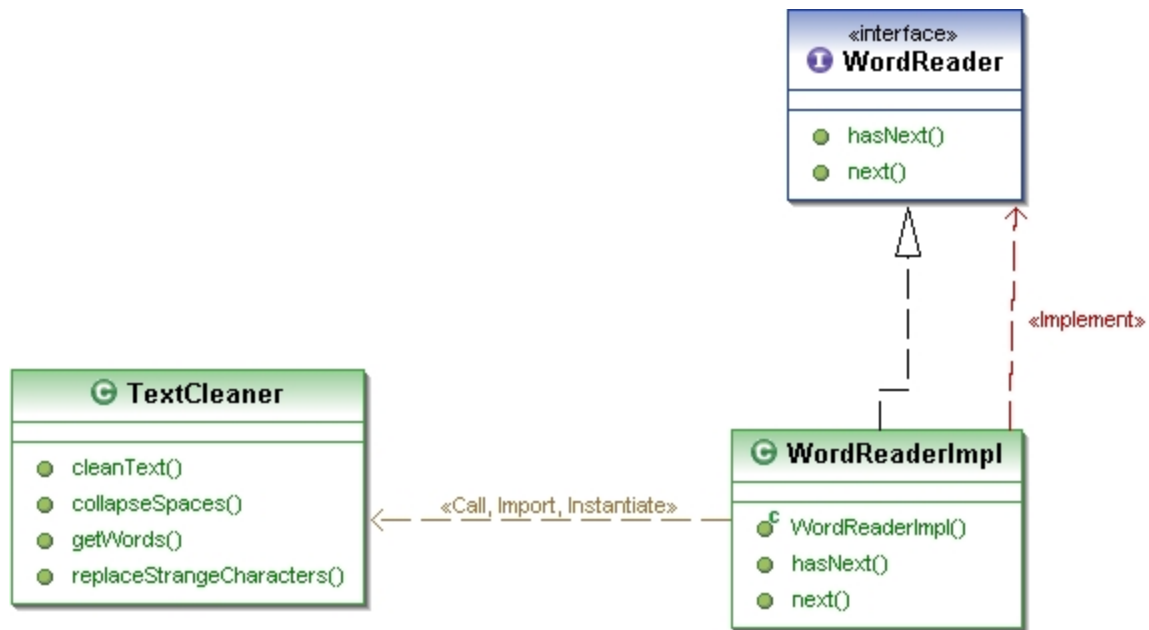 «interface»
I WordReader
hasNext()
next()
«Implement»
C TextCleaner
cleanText()
collapseSpaces()
getWords()
replaceStrangeCharacters()
«Call, Import, Instantiate»
C WordReaderImpl
C WordReaderImpl()
hasNext()
next()